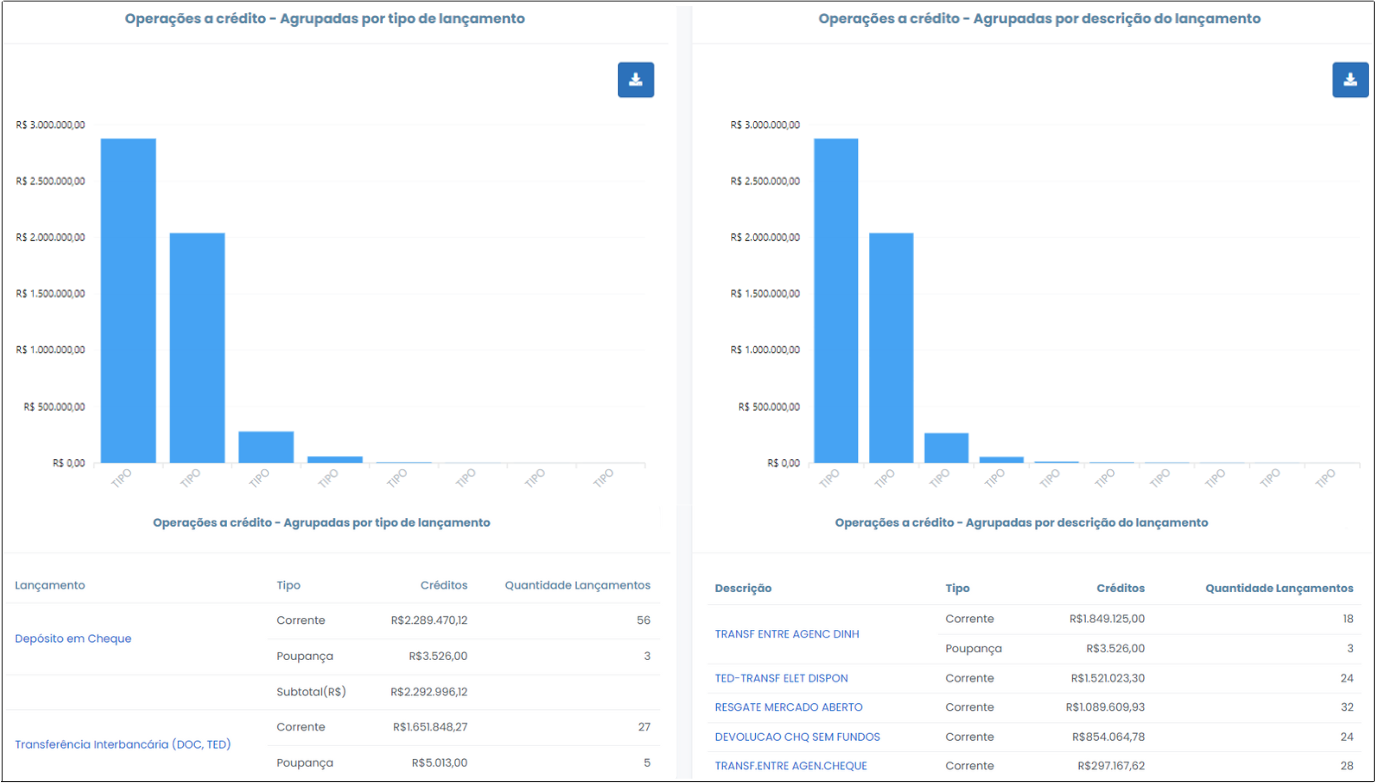 Operações a crédito - Agrupadas por tipo de lançamento
R$ 3.000.000,00
R$ 2.500.000,00
R$ 2.000.000,00
R$ 1.500.000,00
R$ 1.000.000,00
R$ 500.000,00
R$ 0,00
TIPO TIPO TIPO TIPO TIPO TIPO TIPO TIPO
Operações a crédito - Agrupadas por tipo de lançamento
Lançamento Tipo Créditos Quantidade Lançamentos
Depósito em Cheque
Corrente R$2.289.470,12 56
Poupança R$3.526,00 3
Subtotal(R$) R$2.292.996,12
Transferência Interbancária (DOC, TED)
Corrente R$1.651.848,27 27
Poupança R$5.013,00 5
Operações a crédito - Agrupadas por descrição do lançamento
R$ 3.000.000,00
R$ 2.500.000,00
R$ 2.000.000,00
R$ 1.500.000,00
R$ 1.000.000,00
R$ 500.000,00
R$ 0,00
TIPO TIPO TIPO TIPO TIPO TIPO TIPO TIPO TIPO TIPO
Operações a crédito - Agrupadas por descrição do lançamento
Descrição Tipo Créditos Quantidade Lançamentos
TRANSF ENTRE AGENC DINH
Corrente R$1.849.125,00 18
Poupança R$3.526,00 3
TED-TRANSF ELET DISPON Corrente R$1.521.023,30 24
RESGATE MERCADO ABERTO Corrente R$1.089.609,93 32
DEVOLUCAO CHQ SEM FUNDOS Corrente R$854.064,78 24
TRANSF.ENTRE AGEN.CHEQUE Corrente R$297.167,62 28